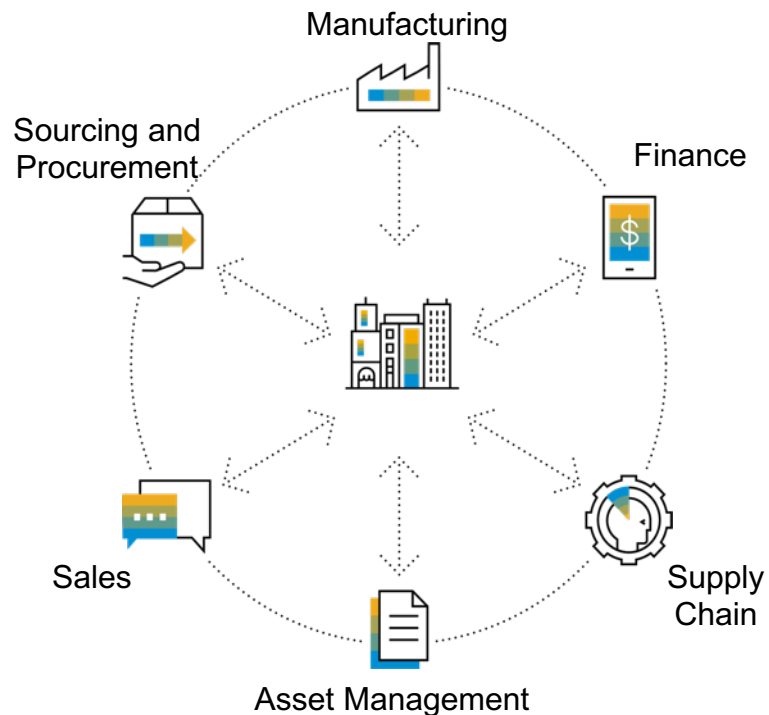 Manufacturing
Sourcing and
Procurement
Finance
$
Sales
Supply
Chain
Asset Management